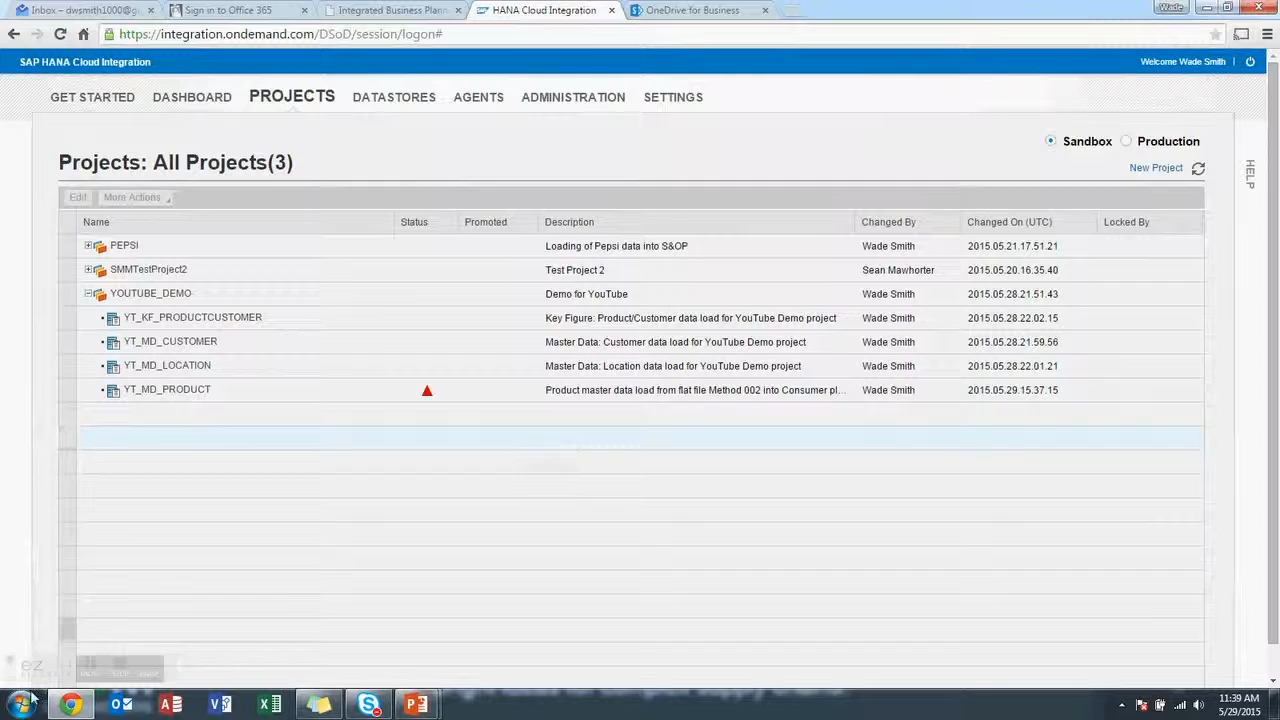 Inbox – dwsmith1000@g
Sign in to Office 365
Integrated Business Plann
HANA Cloud Integration
OneDrive for Business
Wade
https://integration.ondemand.com/DSoD/session/logon#
SAP HANA Cloud Integration
Welcome Wade Smith
GET STARTED DASHBOARD PROJECTS DATASTORES AGENTS ADMINISTRATION SETTINGS
Sandbox Production
HELP
Projects: All Projects(3)
New Project
Edit More Actions
Name Status Promoted Description Changed By Changed On (UTC) Locked By
PEPSI Loading of Pepsi data into S&OP Wade Smith 2015.05.21.17.51.21
SMMTestProject2 Test Project 2 Sean Mawhorter 2015.05.20.16.35.40
YOUTUBE_DEMO Demo for YouTube Wade Smith 2015.05.28.21.51.43
YT_KF_PRODUCTCUSTOMER Key Figure: Product/Customer data load for YouTube Demo project Wade Smith 2015.05.28.22.02.15
YT_MD_CUSTOMER Master Data: Customer data load for YouTube Demo project Wade Smith 2015.05.28.21.59.56
YT_MD_LOCATION Master Data: Location data load for YouTube Demo project Wade Smith 2015.05.28.22.01.21
YT_MD_PRODUCT Product master data load from flat file Method 002 into Consumer pl... Wade Smith 2015.05.29.15.37.15
ez
11:39 AM
5/29/2015